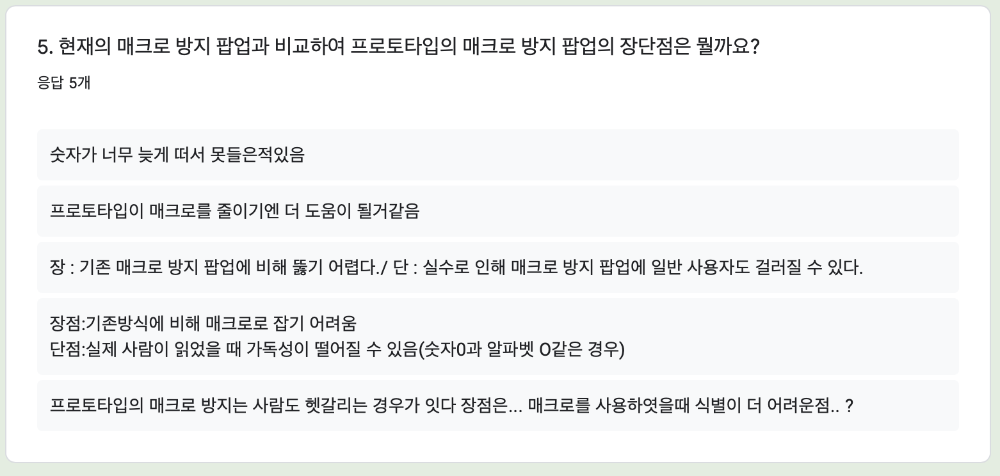 5. 현재의 매크로 방지 팝업과 비교하여 프로토타입의 매크로 방지 팝업의 장단점은 뭘까요?
응답 5개
숫자가 너무 늦게 떠서 못들은적있음
프로토타입이 매크로를 줄이기엔 더 도움이 될거같음
장 : 기존 매크로 방지 팝업에 비해 뚫기 어렵다./ 단 : 실수로 인해 매크로 방지 팝업에 일반 사용자도 걸러질 수 있다.
장점:기존방식에 비해 매크로로 잡기 어려움
단점:실제 사람이 읽었을 때 가독성이 떨어질 수 있음(숫자0과 알파벳 O같은 경우)
프로토타입의 매크로 방지는 사람도 헷갈리는 경우가 잇다 장점은... 매크로를 사용하엿을때 식별이 더 어려운점.. ?